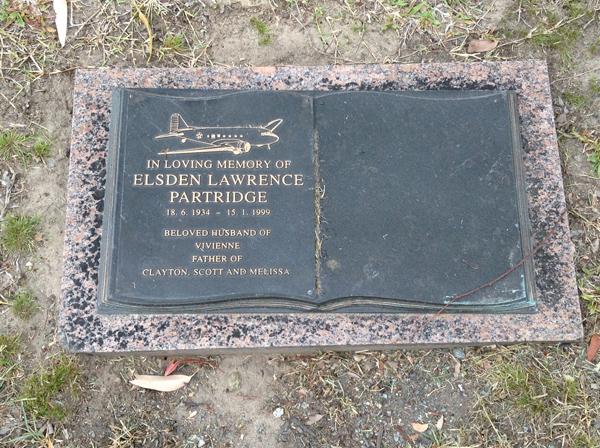 IN LOVING MEMORY OF
ELSDEN LAWRENCE
PARTRIDGE
18. 6. 1934 – 15. 1. 1999
BELOVED HUSBAND OF
VIVIENNE
FATHER OF
CLAYTON, SCOTT AND MELISSA